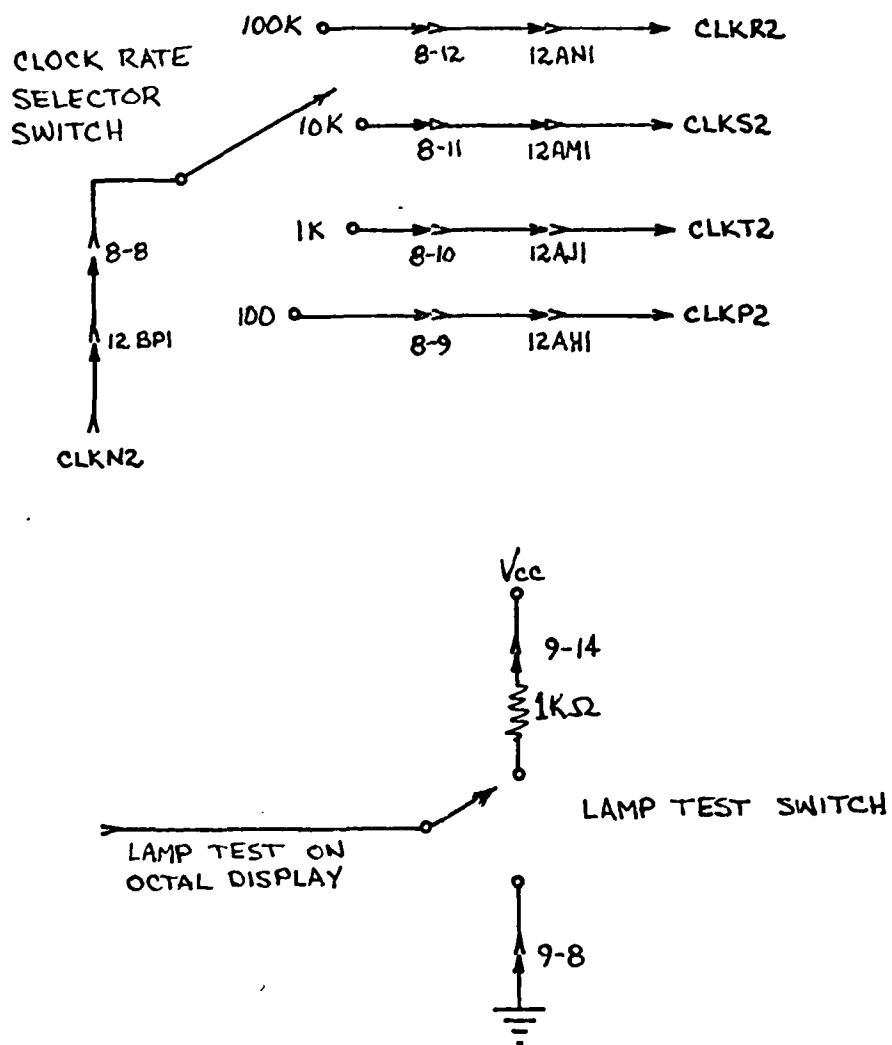 100K
8-12
12AN1
CLKR2
CLOCK RATE
SELECTOR
SWITCH
10K
8-11
12AM1
CLKS2
1K
8-10
12AJ1
CLKT2
8-8
100
8-9
12AH1
CLKP2
12BP1
CLKN2
Vcc
9-14
1KΩ
LAMP TEST SWITCH
LAMP TEST ON
OCTAL DISPLAY
9-8